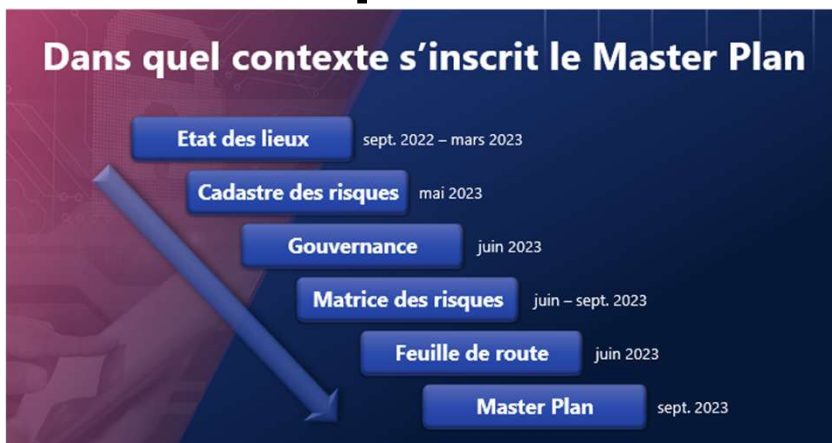 Dans quel contexte s’inscrit le Master Plan
Etat des lieux sept. 2022 – mars 2023
Cadastre des risques mai 2023
Gouvernance juin 2023
Matrice des risques juin – sept. 2023
Feuille de route juin 2023
Master Plan sept. 2023